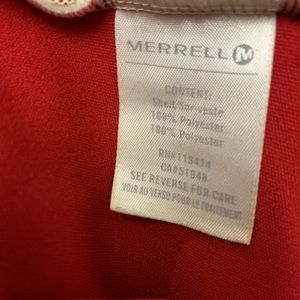 MERRELL M
CONTENT:
Shell/Sur-veste
100% Polyester
100% Polyester
RN#119414
CA#51048
SEE REVERSE FOR CARE
VOIR AU VERSO POUR LE TRAITEMENT